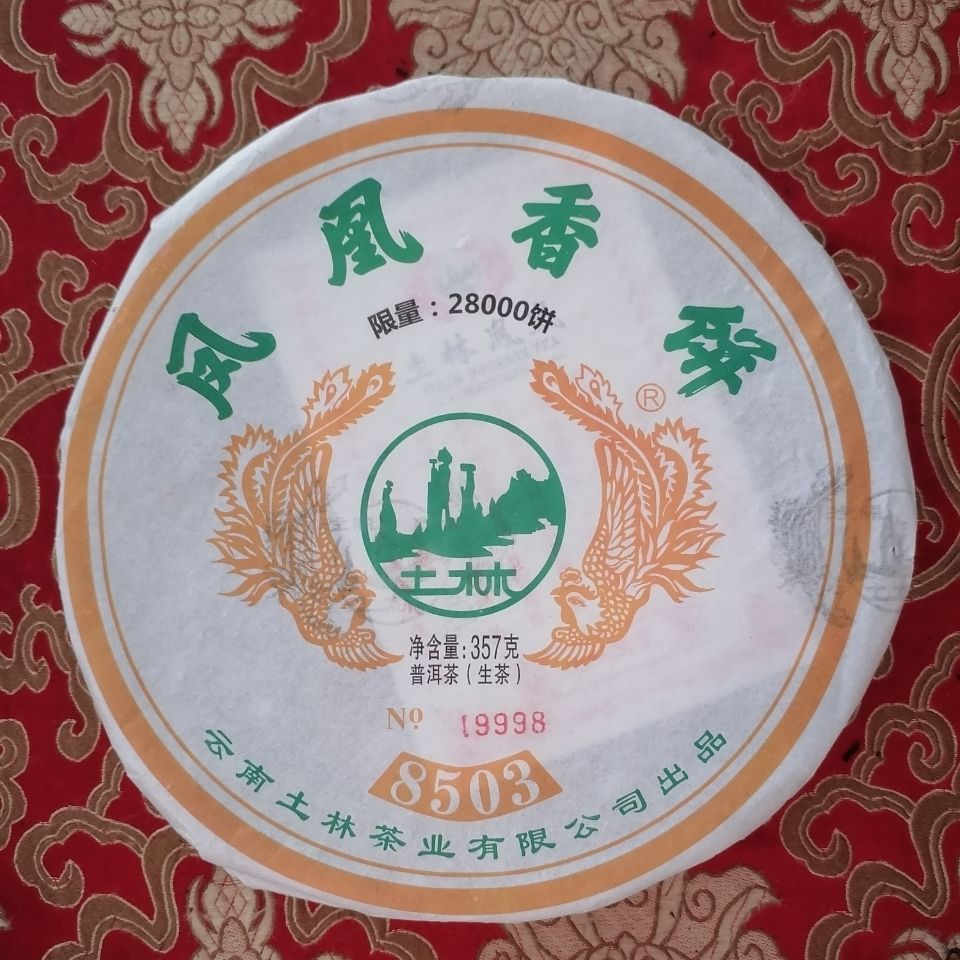 凤凰香饼
限量：28000饼
®
土林
净含量：357克
普洱茶（生茶）
Nº 19998
8503
云南土林茶业有限公司出品